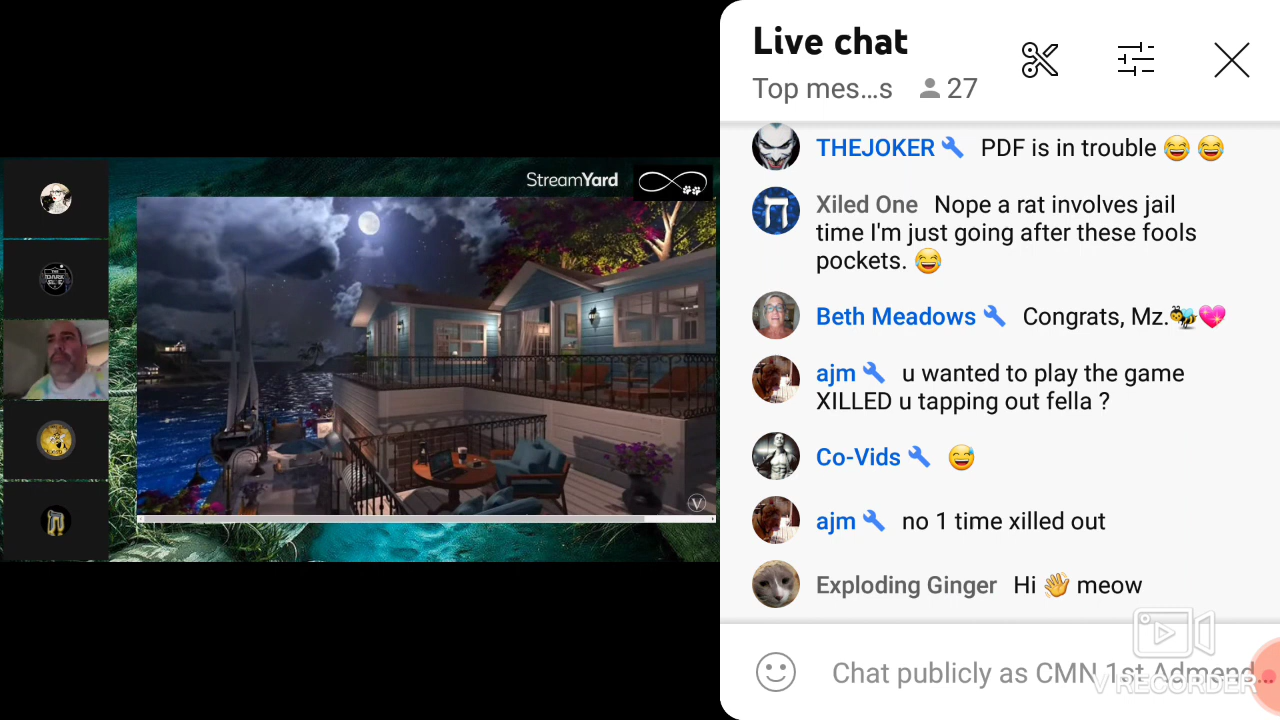 StreamYard
Live chat
Top mes...s 27
THEJOKER PDF is in trouble 😂 😂
Xiled One Nope a rat involves jail
time I'm just going after these fools
pockets. 😂
Beth Meadows Congrats, Mz.🐝💖
ajm u wanted to play the game
XILLED u tapping out fella ?
Co-Vids 😅
ajm no 1 time xilled out
Exploding Ginger Hi 👋 meow
Chat publicly as CMN 1st Admend...
V RECORDER